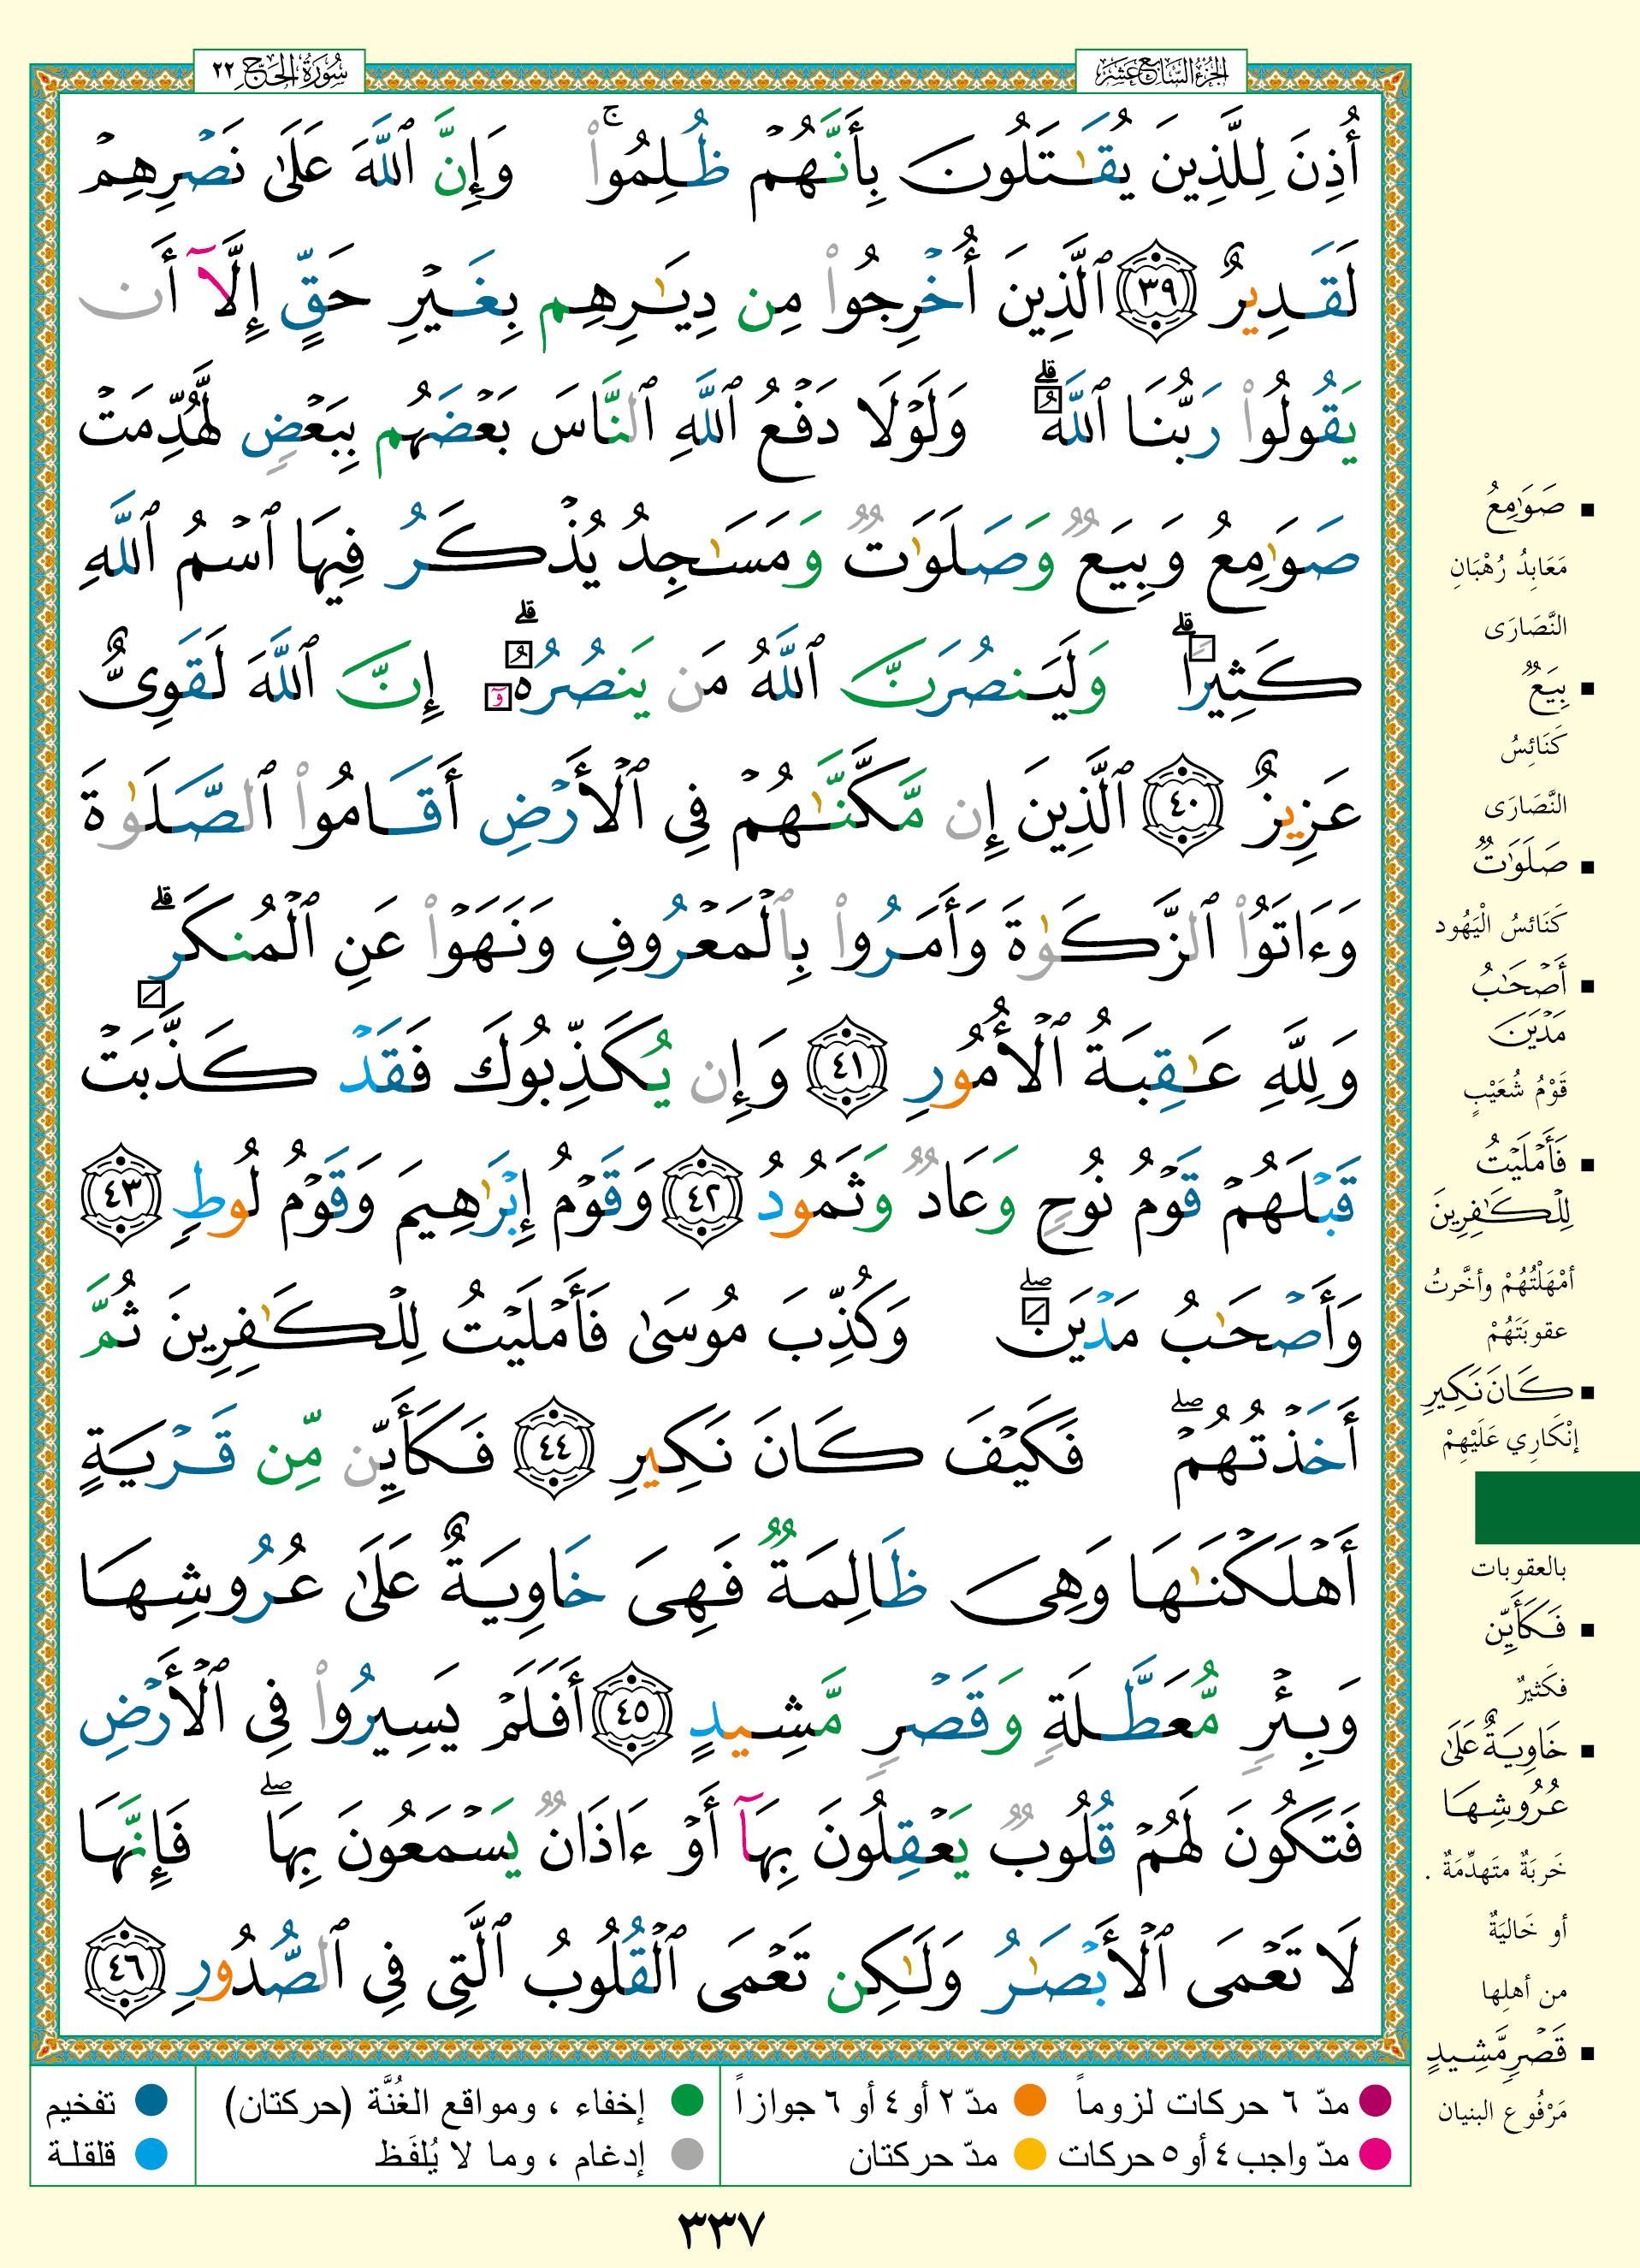 الجزء السابع عشر
سورة الحج ٢٢
أُذِنَ لِلَّذِينَ يُقَٰتَلُونَ بِأَنَّهُمْ ظُلِمُوا۟ ۚ وَإِنَّ ٱللَّهَ عَلَىٰ نَصْرِهِمْ
لَقَدِيرٌ ٣٩ ٱلَّذِينَ أُخْرِجُوا۟ مِن دِيَٰرِهِم بِغَيْرِ حَقٍّ إِلَّآ أَن
يَقُولُوا۟ رَبُّنَا ٱللَّهُ ۗ وَلَوْلَا دَفْعُ ٱللَّهِ ٱلنَّاسَ بَعْضَهُم بِبَعْضٍ لَّهُدِّمَتْ
صَوَٰمِعُ وَبِيَعٌ وَصَلَوَٰتٌ وَمَسَٰجِدُ يُذْكَرُ فِيهَا ٱسْمُ ٱللَّهِ
كَثِيرًا ۗ وَلَيَنصُرَنَّ ٱللَّهُ مَن يَنصُرُهُۥٓ ۗ إِنَّ ٱللَّهَ لَقَوِىٌّ
عَزِيزٌ ٤٠ ٱلَّذِينَ إِن مَّكَّنَّٰهُمْ فِى ٱلْأَرْضِ أَقَامُوا۟ ٱلصَّلَوٰةَ
وَءَاتَوُا۟ ٱلزَّكَوٰةَ وَأَمَرُوا۟ بِٱلْمَعْرُوفِ وَنَهَوْا۟ عَنِ ٱلْمُنكَرِ ۗ
وَلِلَّهِ عَٰقِبَةُ ٱلْأُمُورِ ٤١ وَإِن يُكَذِّبُوكَ فَقَدْ كَذَّبَتْ
قَبْلَهُمْ قَوْمُ نُوحٍ وَعَادٌ وَثَمُودُ ٤٢ وَقَوْمُ إِبْرَٰهِيمَ وَقَوْمُ لُوطٍ ٤٣
وَأَصْحَٰبُ مَدْيَنَ ۖ وَكُذِّبَ مُوسَىٰ فَأَمْلَيْتُ لِلْكَٰفِرِينَ ثُمَّ
أَخَذْتُهُمْ ۖ فَكَيْفَ كَانَ نَكِيرِ ٤٤ فَكَأَيِّن مِّن قَرْيَةٍ
أَهْلَكْنَٰهَا وَهِىَ ظَالِمَةٌ فَهِىَ خَاوِيَةٌ عَلَىٰ عُرُوشِهَا
وَبِئْرٍ مُّعَطَّلَةٍ وَقَصْرٍ مَّشِيدٍ ٤٥ أَفَلَمْ يَسِيرُوا۟ فِى ٱلْأَرْضِ
فَتَكُونَ لَهُمْ قُلُوبٌ يَعْقِلُونَ بِهَآ أَوْ ءَاذَانٌ يَسْمَعُونَ بِهَا ۖ فَإِنَّهَا
لَا تَعْمَى ٱلْأَبْصَٰرُ وَلَٰكِن تَعْمَى ٱلْقُلُوبُ ٱلَّتِى فِى ٱلصُّدُورِ ٤٦
▪ صَوَٰمِعُ
مَعَابِدُ رُهْبَانِ
النَّصَارَى
▪ بِيَعٌ
كَنَائِسُ
النَّصَارَى
▪ صَلَوَٰتٌ
كَنَائِسُ الْيَهُود
▪ أَصْحَٰبُ
مَدْيَنَ
قَوْمُ شُعَيْبٍ
▪ فَأَمْلَيْتُ
لِلْكَٰفِرِينَ
أمْهَلْتُهُمْ وأخَّرتُ
عقوبَتَهُمْ
▪ كَانَ نَكِيرِ
إنْكَارِي عَلَيْهِمْ
بالعقوبات
▪ فَكَأَيِّن
فكَثيرٌ
▪ خَاوِيَةٌ عَلَىٰ
عُرُوشِهَا
خَرِبَةٌ متَهدِّمَةٌ .
أو خَاليَةٌ
من أهلِها
▪ قَصْرٍ مَّشِيدٍ
مَرْفُوعِ البنيان
مدّ ٦ حركات لزوماً مدّ ٢ أو ٤ أو ٦ جوازاً إخفاء ، ومواقع الغُنَّة (حركتان) تفخيم
مدّ واجب ٤ أو ٥ حركات مدّ حركتان إدغام ، وما لا يُلفَظ قلقلة
٣٣٧